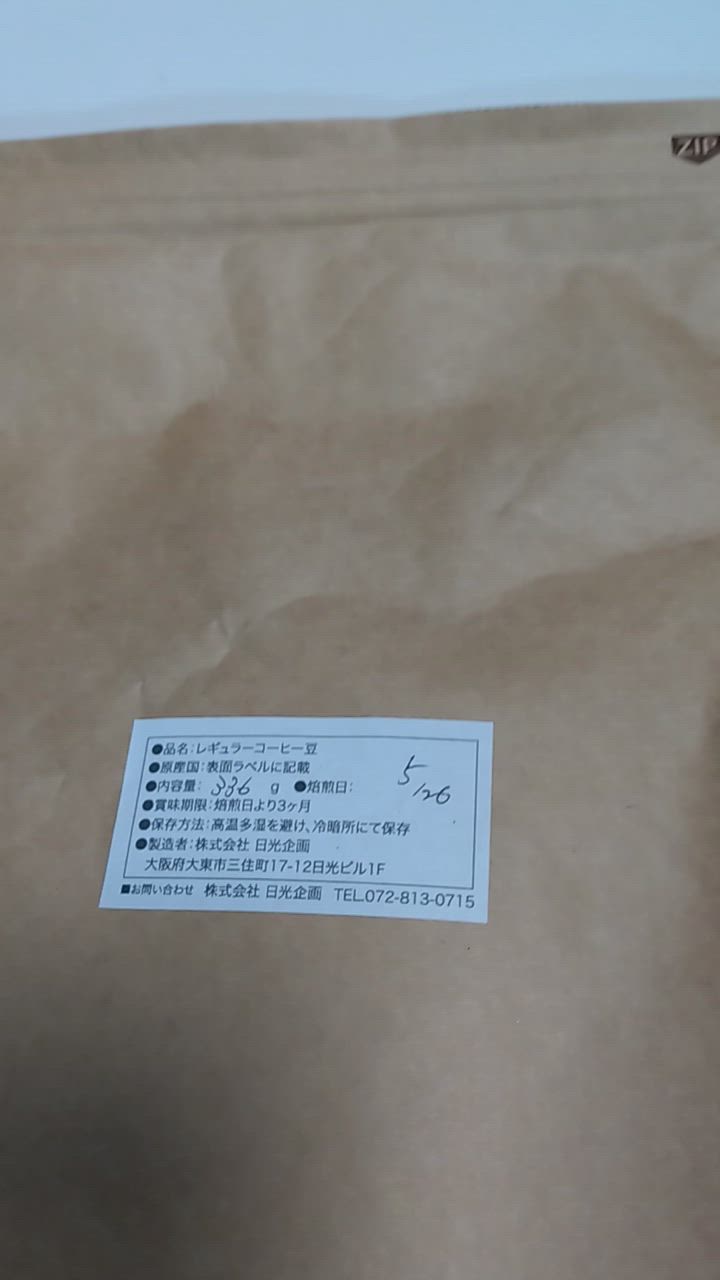 ZIP
●品名：レギュラーコーヒー豆
●原産国：表面ラベルに記載
●内容量： 336 g ●焙煎日： 5/26
●賞味期限：焙煎日より3ヶ月
●保存方法：高温多湿を避け、冷暗所にて保存
●製造者：株式会社 日光企画
大阪府大東市三住町17-12日光ビル1F
■お問い合わせ 株式会社 日光企画 TEL.072-813-0715